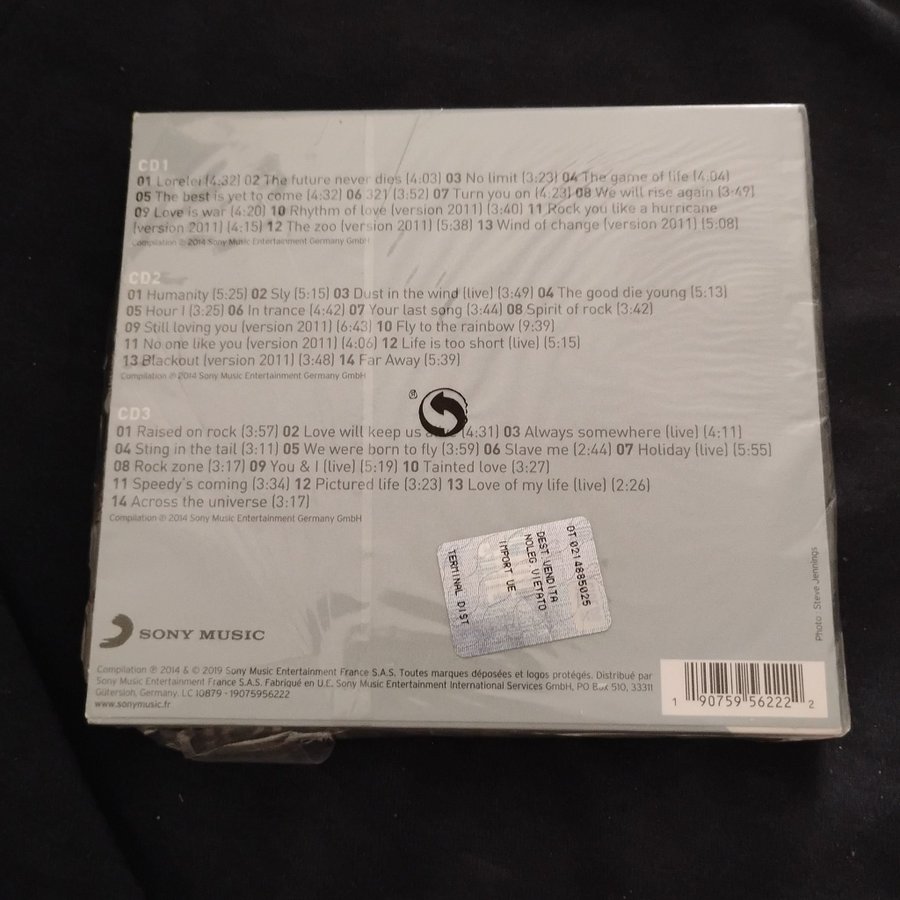 CD1
01 Lorelei (4:32) 02 The future never dies (4:03) 03 No limit (3:23) 04 The game of life (4:04)
05 The best is yet to come (4:32) 06 321 (3:52) 07 Turn you on (4:23) 08 We will rise again (3:49)
09 Love is war (4:20) 10 Rhythm of love (version 2011) (3:40) 11 Rock you like a hurricane
(version 2011) (4:15) 12 The zoo (version 2011) (5:38) 13 Wind of change (version 2011) (5:08)
Compilation ℗ 2014 Sony Music Entertainment Germany GmbH
CD2
01 Humanity (5:25) 02 Sly (5:15) 03 Dust in the wind (live) (3:49) 04 The good die young (5:13)
05 Hour I (3:25) 06 In trance (4:42) 07 Your last song (3:44) 08 Spirit of rock (3:42)
09 Still loving you (version 2011) (6:43) 10 Fly to the rainbow (9:39)
11 No one like you (version 2011) (4:06) 12 Life is too short (live) (5:15)
13 Blackout (version 2011) (3:48) 14 Far Away (5:39)
Compilation ℗ 2014 Sony Music Entertainment Germany GmbH
®
CD3
01 Raised on rock (3:57) 02 Love will keep us (4:31) 03 Always somewhere (live) (4:11)
04 Sting in the tail (3:11) 05 We were born to fly (3:59) 06 Slave me (2:44) 07 Holiday (live) (5:55)
08 Rock zone (3:17) 09 You & I (live) (5:19) 10 Tainted love (3:27)
11 Speedy's coming (3:34) 12 Pictured life (3:23) 13 Love of my life (live) (2:26)
14 Across the universe (3:17)
Compilation ℗ 2014 Sony Music Entertainment Germany GmbH
DT 0214685025
DEST.VENDITA
NOLEG VIETATO
IMPORT UE
TERMINAL DIST
Photo : Steve Jennings
SONY MUSIC
Compilation ℗ 2014 & © 2019 Sony Music Entertainment France S.A.S. Toutes marques déposées et logos protégés. Distribué par
Sony Music Entertainment France S.A.S. Fabriqué en U.E. Sony Music Entertainment International Services GmbH, PO Box 510, 33311
Gütersloh, Germany. LC 10879 - 19075956222
www.sonymusic.fr
1 90759 56222 2